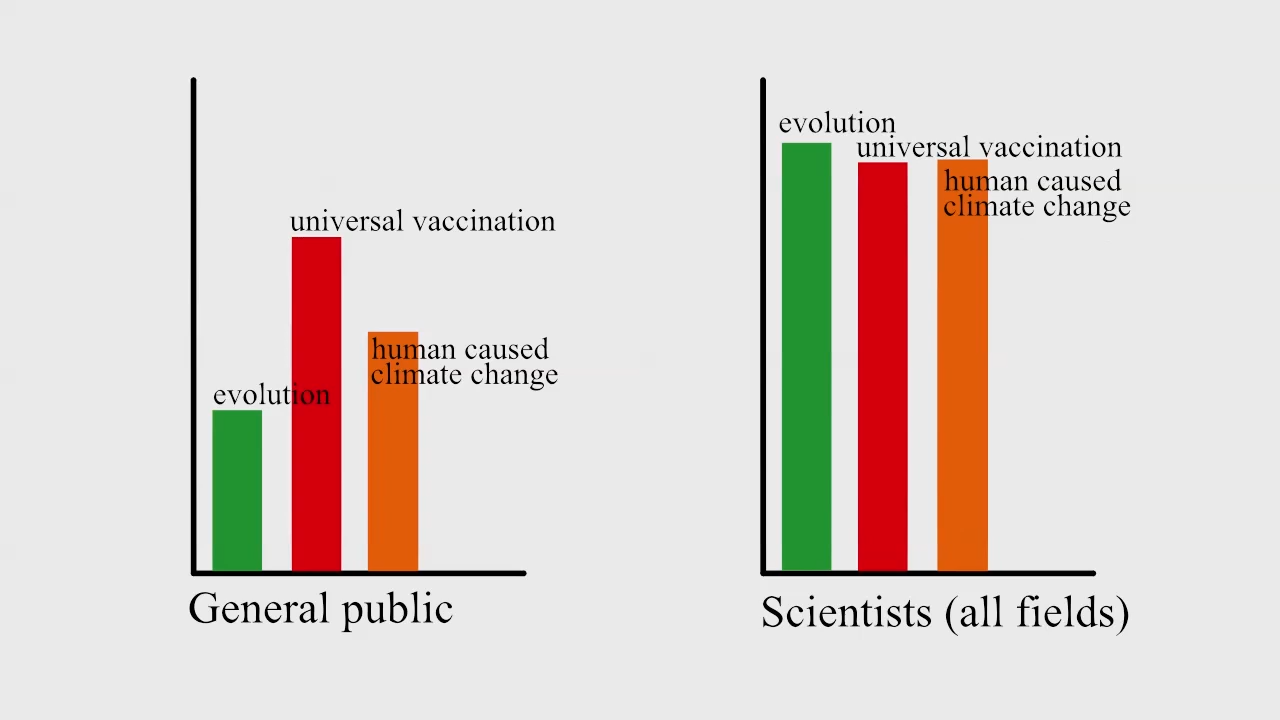 universal vaccination
human caused
climate change
evolution
General public
evolution
universal vaccination
human caused
climate change
Scientists (all fields)